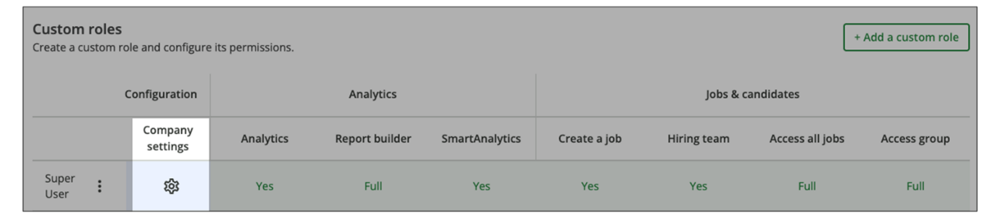 Custom roles
Create a custom role and configure its permissions.
+ Add a custom role
Configuration Analytics Jobs & candidates
Company
settings
Analytics Report builder SmartAnalytics Create a job Hiring team Access all jobs Access group
Super
User
Yes Full Yes Yes Yes Full Full